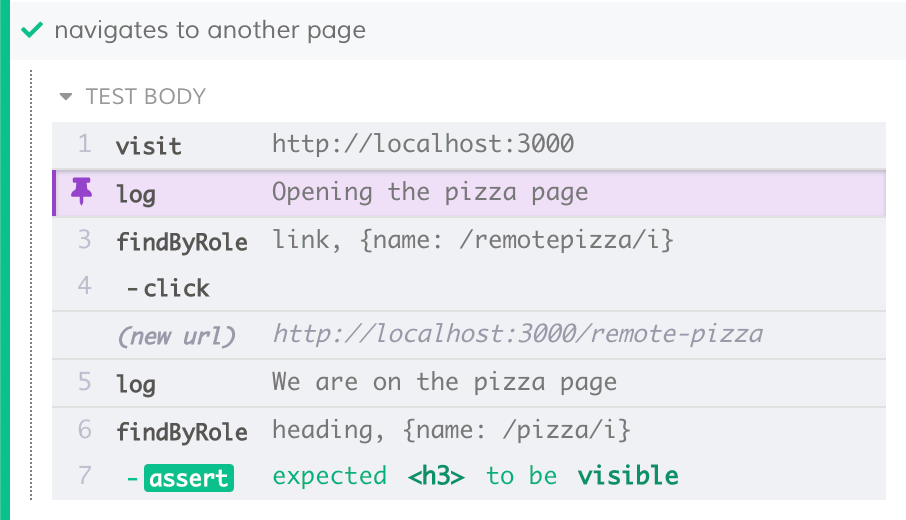 navigates to another page
TEST BODY
1 visit http://localhost:3000
log Opening the pizza page
3 findByRole link, {name: /remotepizza/i}
4 -click
(new url) http://localhost:3000/remote-pizza
5 log We are on the pizza page
6 findByRole heading, {name: /pizza/i}
7 -assert expected <h3> to be visible